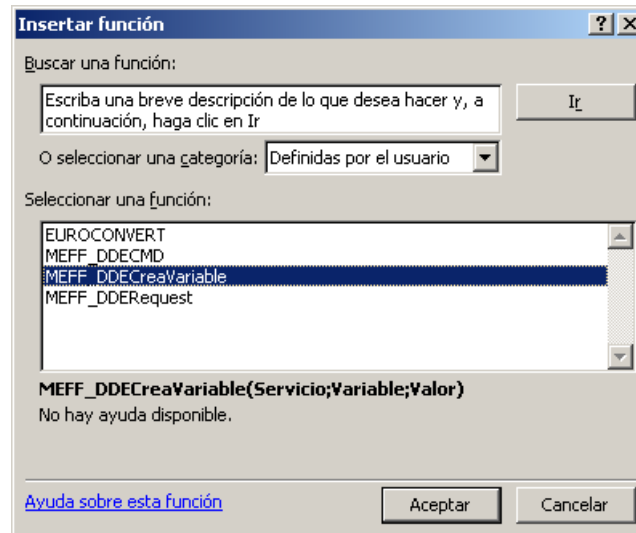 Insertar función
Buscar una función:
Escriba una breve descripción de lo que desea hacer y, a
continuación, haga clic en Ir
Ir
O seleccionar una categoría: Definidas por el usuario
Seleccionar una función:
EUROCONVERT
MEFF_DDECMD
MEFF_DDECreaVariable
MEFF_DDERequest
MEFF_DDECreaVariable(Servicio;Variable;Valor)
No hay ayuda disponible.
Ayuda sobre esta función
Aceptar
Cancelar